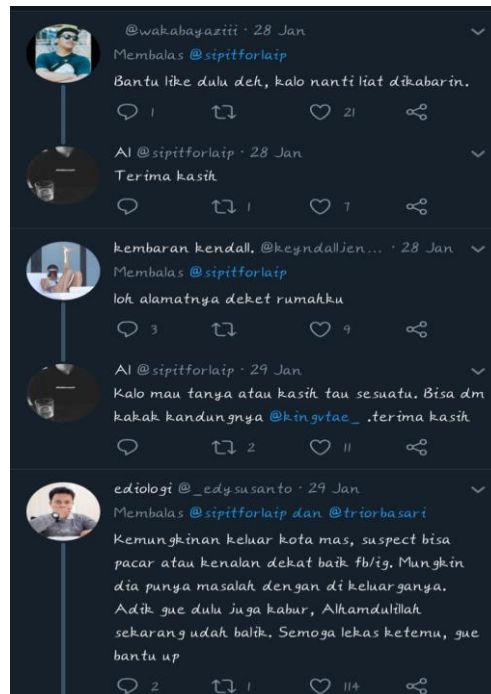 @wakabayaziii · 28 Jan
Membalas @sipitforlaip
Bantu like dulu deh, kalo nanti liat dikabarin.
1 21
Al @sipitforlaip · 28 Jan
Terima kasih
1 7
kembaran kendall. @keyndalljen... · 28 Jan
Membalas @sipitforlaip
loh alamatnya deket rumahku
3 9
Al @sipitforlaip · 29 Jan
Kalo mau tanya atau kasih tau sesuatu. Bisa dm
kakak kandungnya @kingvtae_ .terima kasih
2 11
ediologi @_edysusanto · 29 Jan
Membalas @sipitforlaip dan @triorbasari
Kemungkinan keluar kota mas, suspect bisa
pacar atau kenalan dekat baik fb/ig. Mungkin
dia punya masalah dengan di keluarganya.
Adik gue dulu juga kabur, Alhamdulillah
sekarang udah balik. Semoga lekas ketemu, gue
bantu up
2 1 114